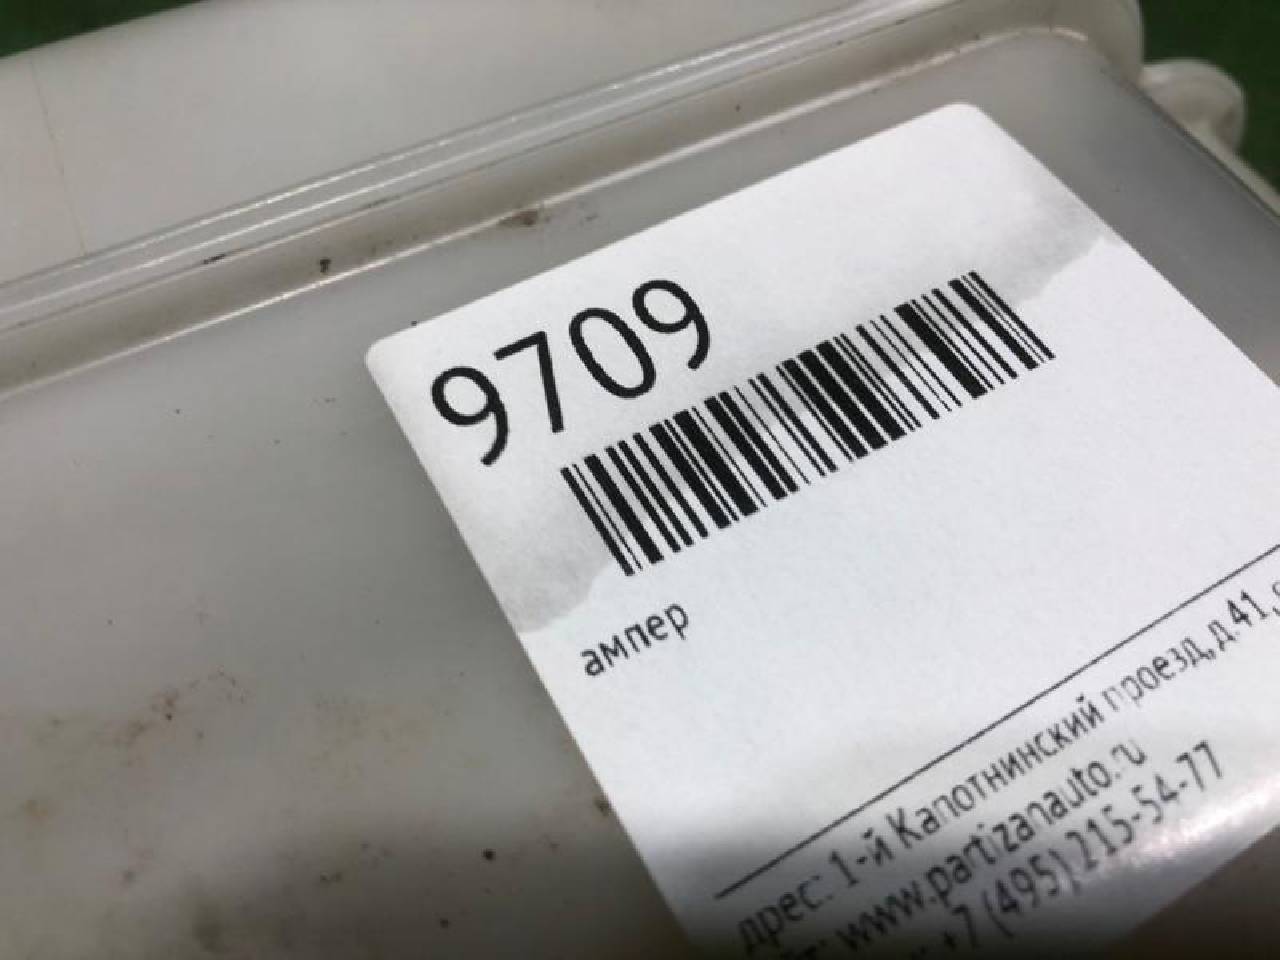 9709
ампер
дрес: 1-й Капотнинский проезд, д.41,
www.partizanauto.ru
+7 (495) 215-54-77